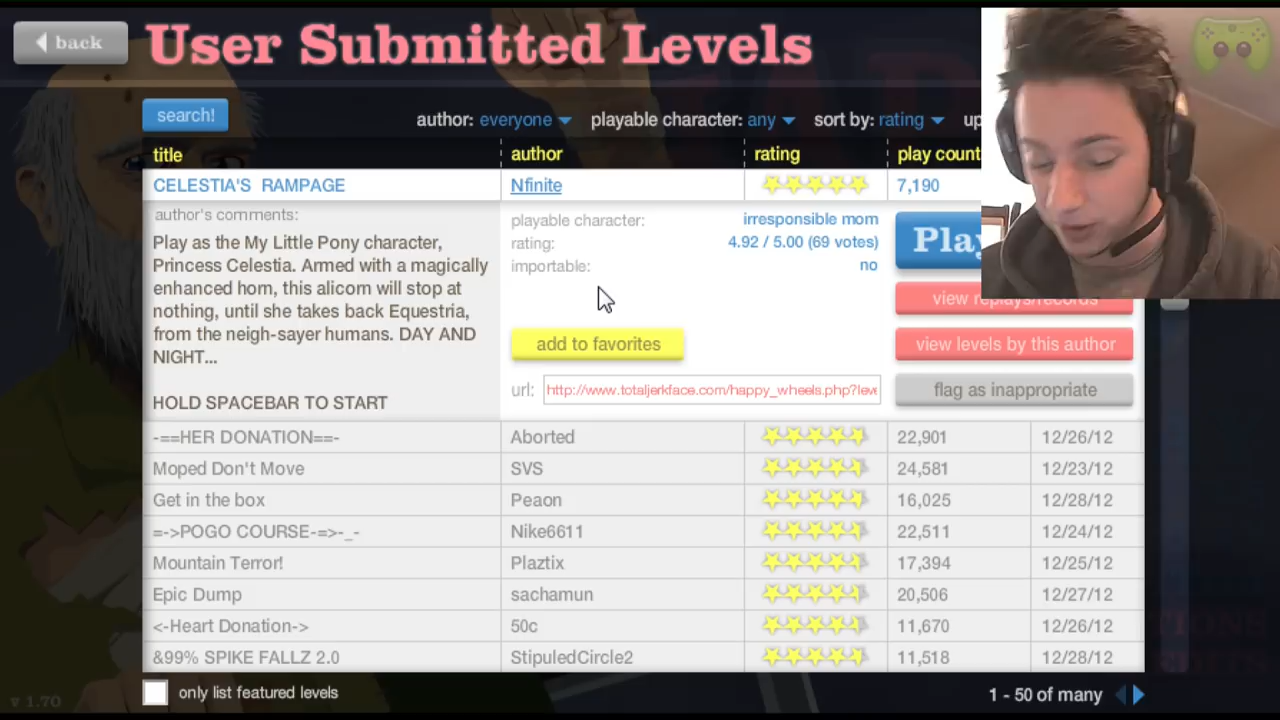 back
User Submitted Levels
search!
author: everyone
playable character: any
sort by: rating
title
author
rating
play count
CELESTIA'S RAMPAGE
Nfinite
7,190
author's comments:
Play as the My Little Pony character,
Princess Celestia. Armed with a magically
enhanced horn, this alicorn will stop at
nothing, until she takes back Equestria,
from the neigh-sayer humans. DAY AND
NIGHT...
HOLD SPACEBAR TO START
playable character: irresponsible mom
rating: 4.92 / 5.00 (69 votes)
importable: no
add to favorites
url: http://www.totaljerkface.com/happy_wheels.php?leve
Play
view replays/records
view levels by this author
flag as inappropriate
-==HER DONATION==- Aborted 22,901 12/26/12
Moped Don't Move SVS 24,581 12/23/12
Get in the box Peaon 16,025 12/28/12
=->POGO COURSE-=>-_- Nike6611 22,511 12/24/12
Mountain Terror! Plaztix 17,394 12/25/12
Epic Dump sachamun 20,506 12/27/12
<-Heart Donation-> 50c 11,670 12/26/12
&99% SPIKE FALLZ 2.0 StipuledCircle2 11,518 12/28/12
only list featured levels
1 - 50 of many
v 1.70